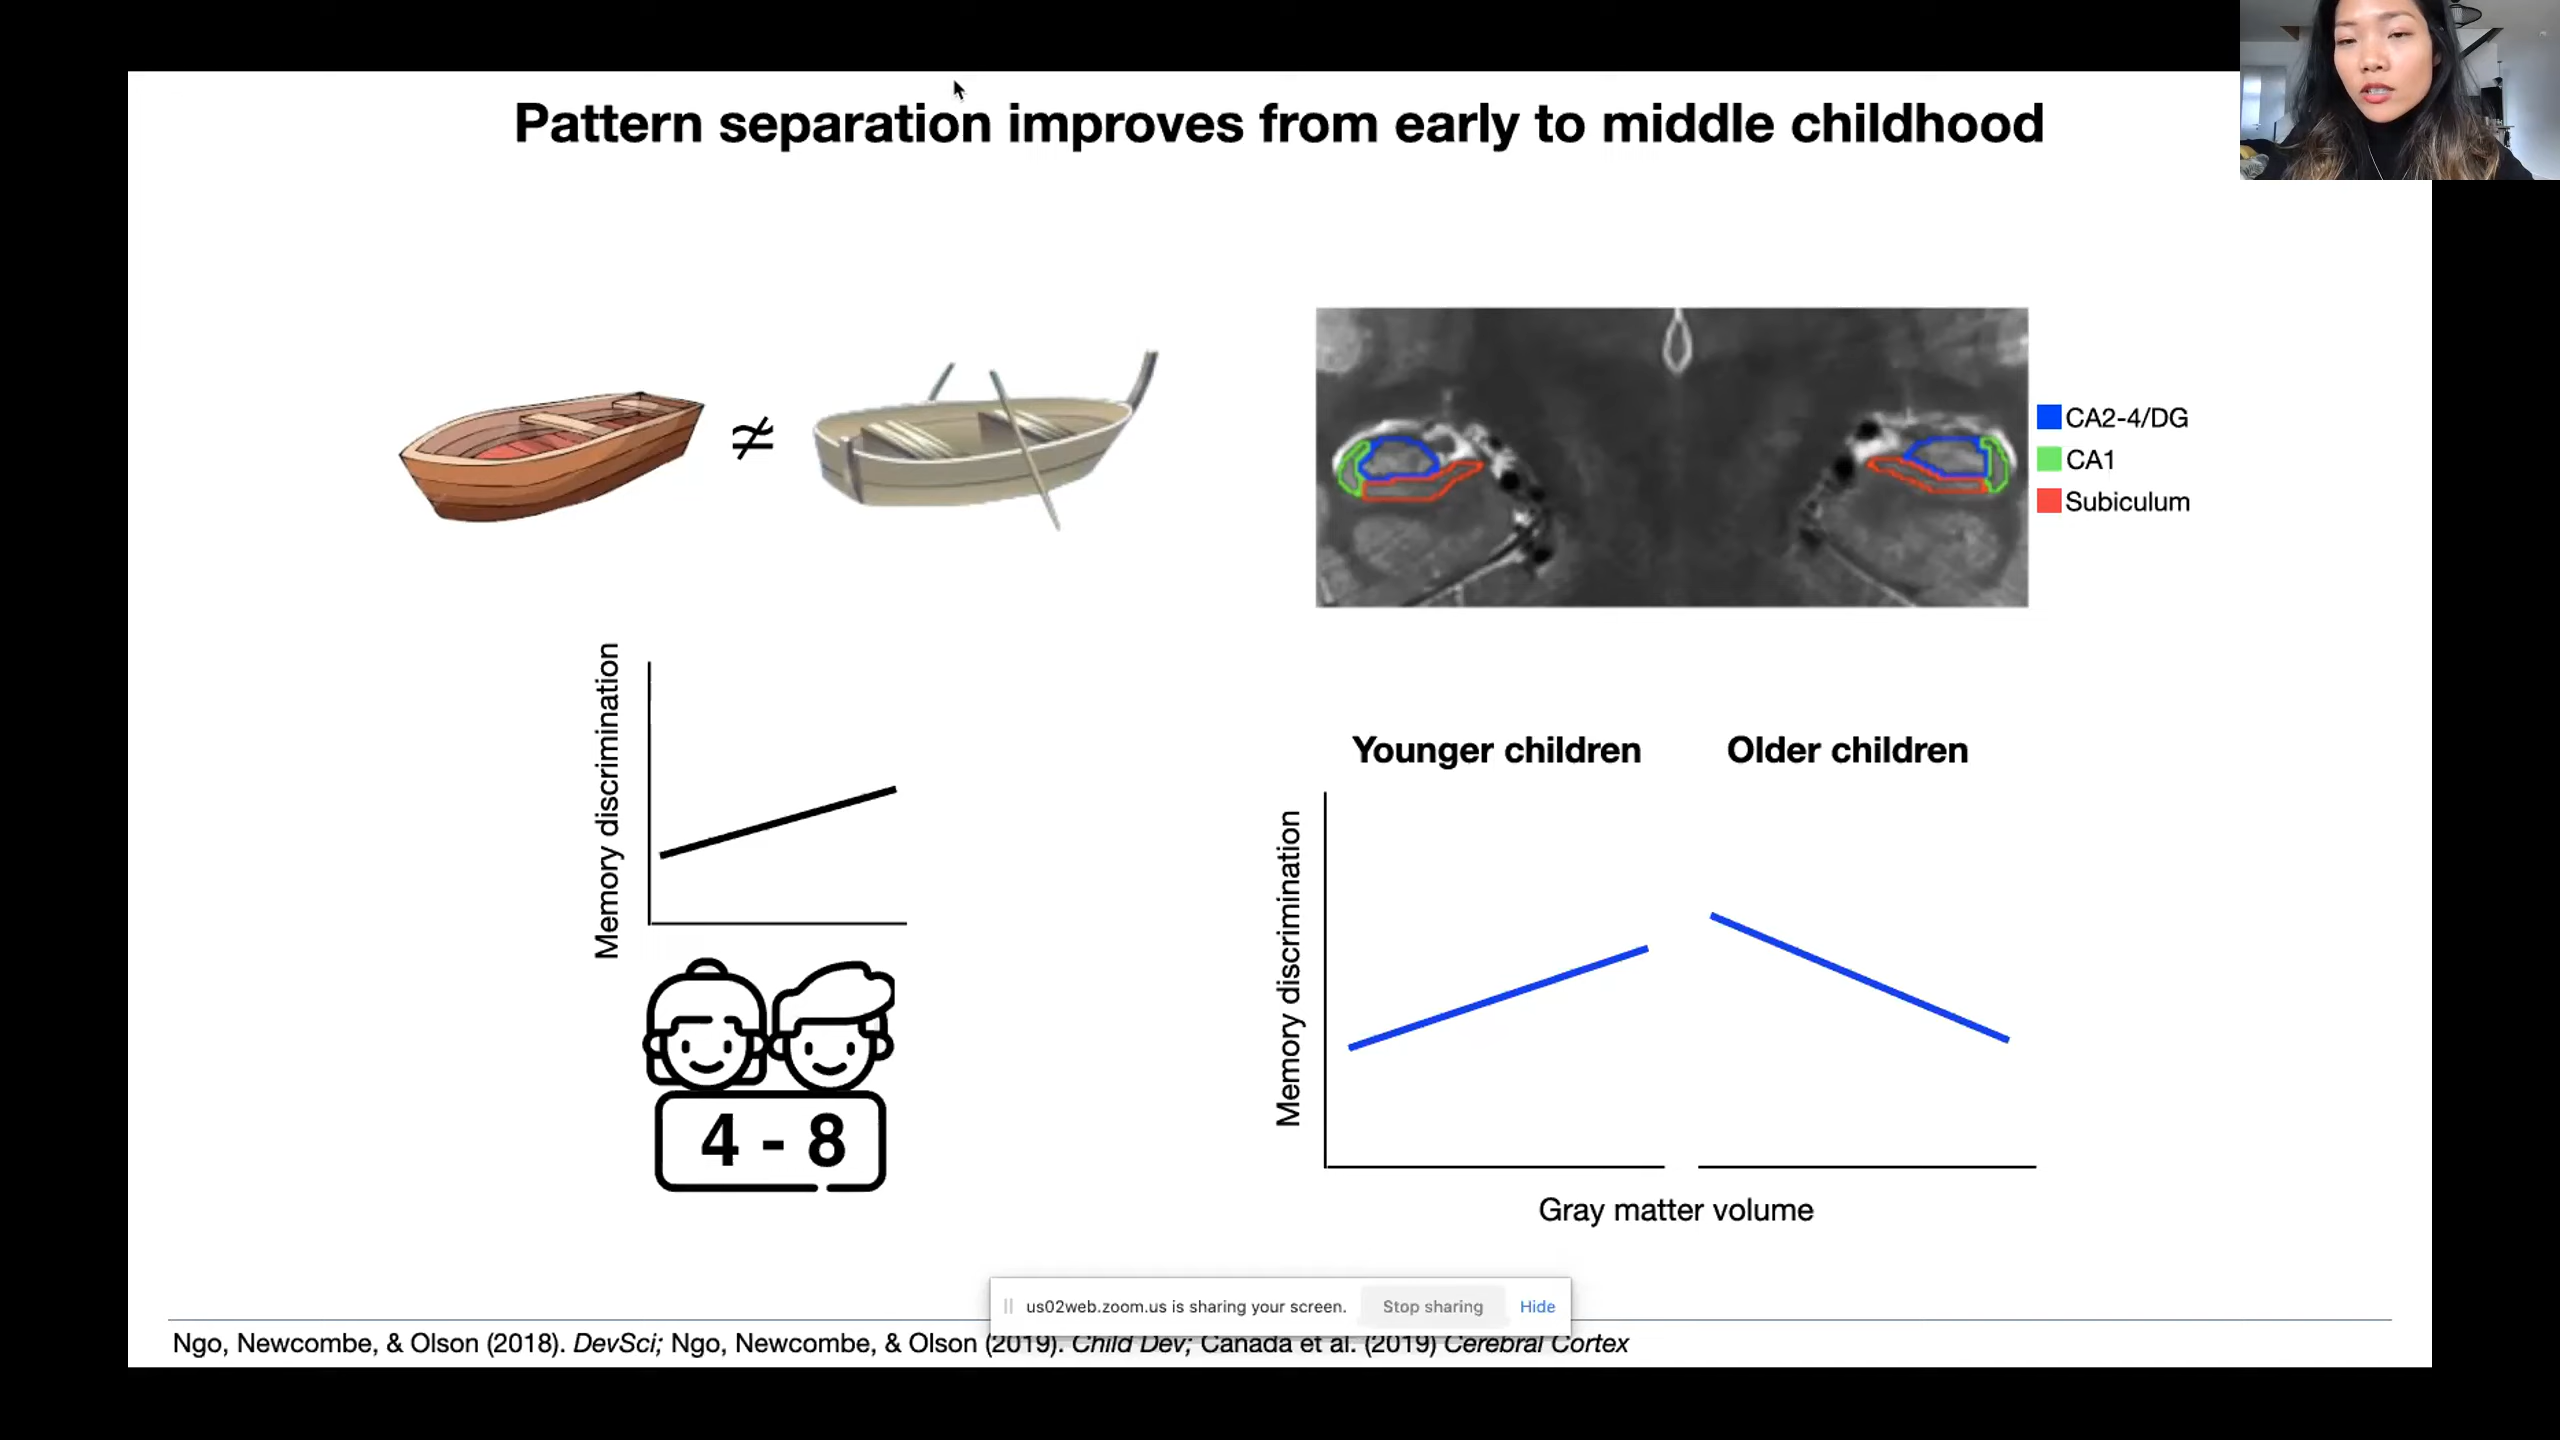 Pattern separation improves from early to middle childhood
≠
CA2-4/DG
CA1
Subiculum
Memory discrimination
4 - 8
Younger children
Older children
Memory discrimination
Gray matter volume
us02web.zoom.us is sharing your screen.
Stop sharing
Hide
Ngo, Newcombe, & Olson (2018). DevSci; Ngo, Newcombe, & Olson (2019). Child Dev; Canada et al. (2019) Cerebral Cortex